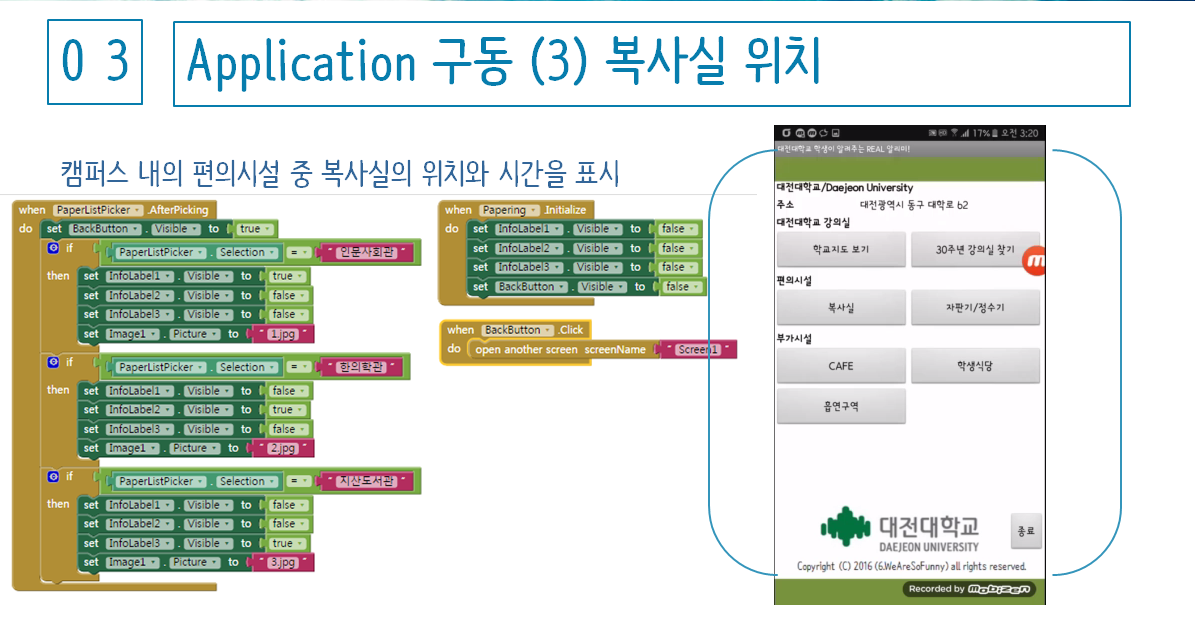 0 3
Application 구동 (3) 복사실 위치
캠퍼스 내의 편의시설 중 복사실의 위치와 시간을 표시
when PaperListPicker .AfterPicking
do set BackButton . Visible to true
if PaperListPicker . Selection = " 인문사회관 "
then set InfoLabel1 . Visible to true
set InfoLabel2 . Visible to false
set InfoLabel3 . Visible to false
set Image1 . Picture to " 1.jpg "
if PaperListPicker . Selection = " 한의학관 "
then set InfoLabel1 . Visible to false
set InfoLabel2 . Visible to true
set InfoLabel3 . Visible to false
set Image1 . Picture to " 2.jpg "
if PaperListPicker . Selection = " 지산도서관 "
then set InfoLabel1 . Visible to false
set InfoLabel2 . Visible to false
set InfoLabel3 . Visible to true
set Image1 . Picture to " 3.jpg "
when Papering .Initialize
do set InfoLabel1 . Visible to false
set InfoLabel2 . Visible to false
set InfoLabel3 . Visible to false
set BackButton . Visible to false
when BackButton .Click
do open another screen screenName " Screen1 "
17% 오전 3:20
대전대학교 학생이 알려주는 REAL 알리미!
대전대학교/Daejeon University
주소 대전광역시 동구 대학로 62
대전대학교 강의실
학교지도 보기 30주년 강의실 찾기
편의시설
복사실 자판기/정수기
부가시설
CAFE 학생식당
흡연구역
대전대학교
DAEJEON UNIVERSITY
종료
Copyright (C) 2016 (6.WeAreSoFunny) all rights reserved.
Recorded by mobizen